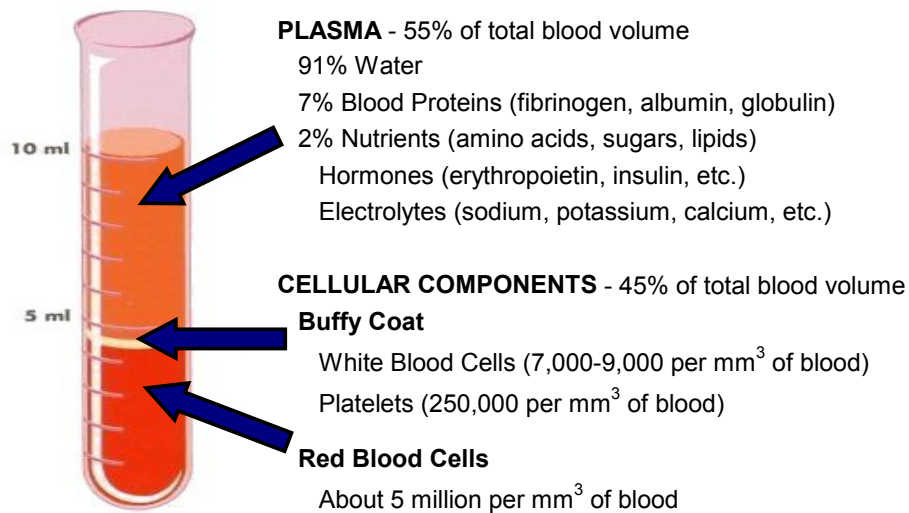 PLASMA - 55% of total blood volume
91% Water
7% Blood Proteins (fibrinogen, albumin, globulin)
2% Nutrients (amino acids, sugars, lipids)
Hormones (erythropoietin, insulin, etc.)
Electrolytes (sodium, potassium, calcium, etc.)
10 ml
CELLULAR COMPONENTS - 45% of total blood volume
5 ml
Buffy Coat
White Blood Cells (7,000-9,000 per mm³ of blood)
Platelets (250,000 per mm³ of blood)
Red Blood Cells
About 5 million per mm³ of blood